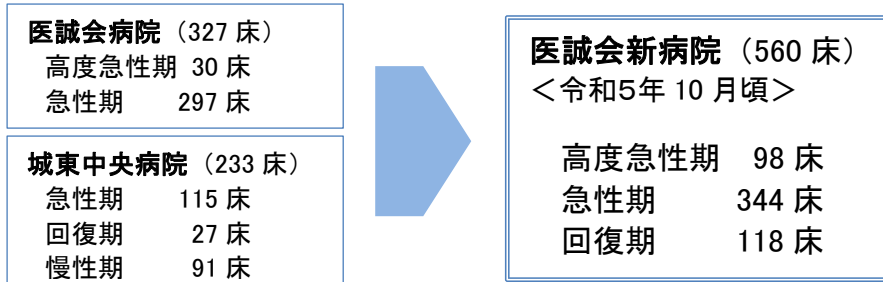 医誠会病院（327 床）
高度急性期 30 床
急性期 297 床
城東中央病院（233 床）
急性期 115 床
回復期 27 床
慢性期 91 床
医誠会新病院（560 床）
＜令和５年 10 月頃＞
高度急性期 98 床
急性期 344 床
回復期 118 床